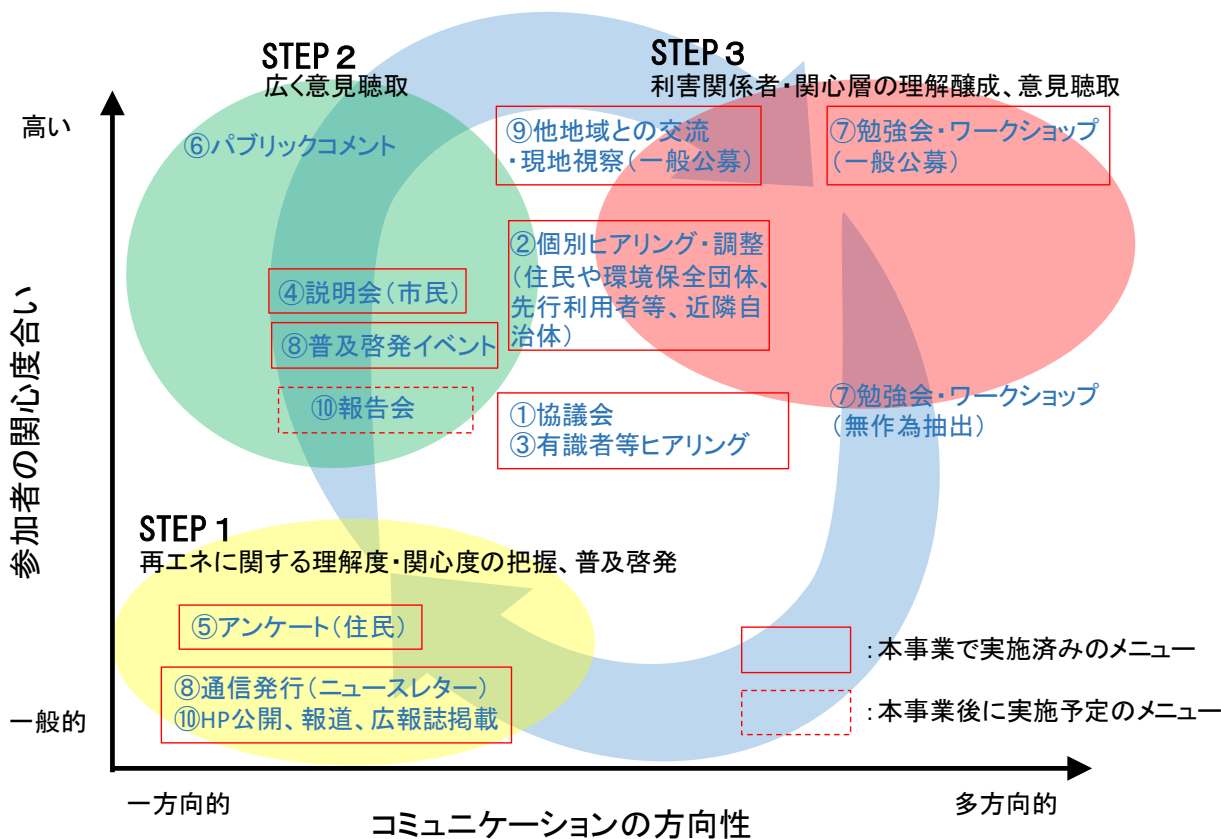 STEP２
広く意見聴取
STEP３
利害関係者・関心層の理解醸成、意見聴取
高い
⑥パブリックコメント
⑨他地域との交流
・現地視察（一般公募）
⑦勉強会・ワークショップ
（一般公募）
②個別ヒアリング・調整
（住民や環境保全団体、
先行利用者等、近隣自
治体）
④説明会（市民）
⑧普及啓発イベント
⑩報告会
①協議会
③有識者等ヒアリング
⑦勉強会・ワークショップ
（無作為抽出）
参加者の関心度合い
STEP１
再エネに関する理解度・関心度の把握、普及啓発
⑤アンケート（住民）
⑧通信発行（ニュースレター）
⑩HP公開、報道、広報誌掲載
：本事業で実施済みのメニュー
：本事業後に実施予定のメニュー
一般的
一方向的
多方向的
コミュニケーションの方向性